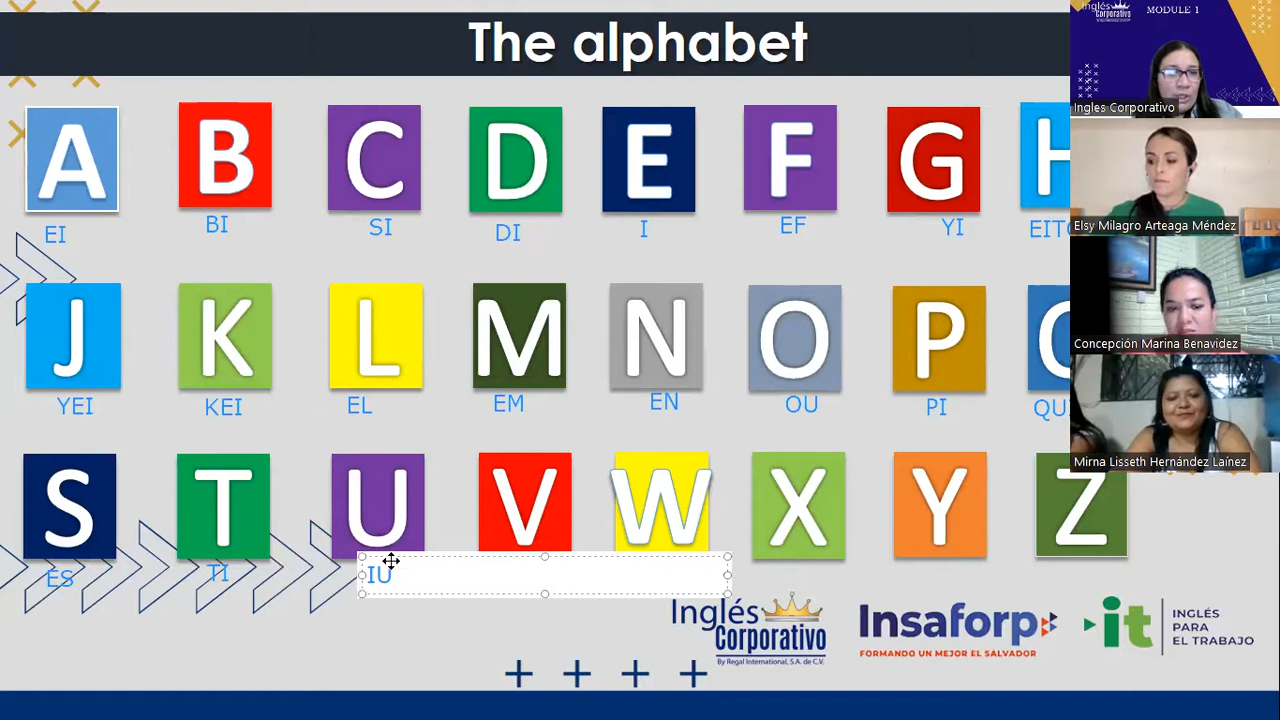 The alphabet
Inglés Corporativo
MODULE 1
Ingles Corporativo
A B C D E F G H
EI BI SI DI I EF YI EITC
Elsy Milagro Arteaga Méndez
Concepción Marina Benavidez
J K L M N O P
YEI KEI EL EM EN OU PI QU
Mirna Lisseth Hernández Laínez
S T U V W X Y Z
ES TI IU
Inglés Corporativo
By Regal International, S.A. de C.V.
Insaforp
FORMANDO UN MEJOR EL SALVADOR
it
INGLÉS
PARA
EL TRABAJO